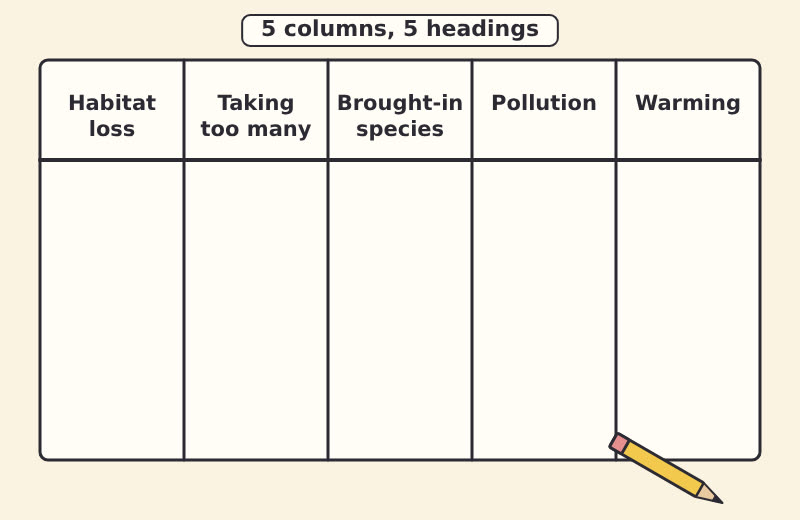 5 columns, 5 headings
Habitat
loss
Taking
too many
Brought-in
species
Pollution
Warming